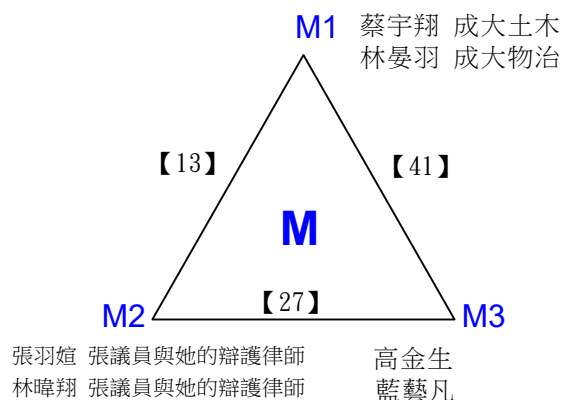 M1 蔡宇翔 成大土木
林晏羽 成大物治
【13】 【41】
M
【27】
M2 M3
張羽媗 張議員與她的辯護律師 高金生
林暐翔 張議員與她的辯護律師 藍藝凡